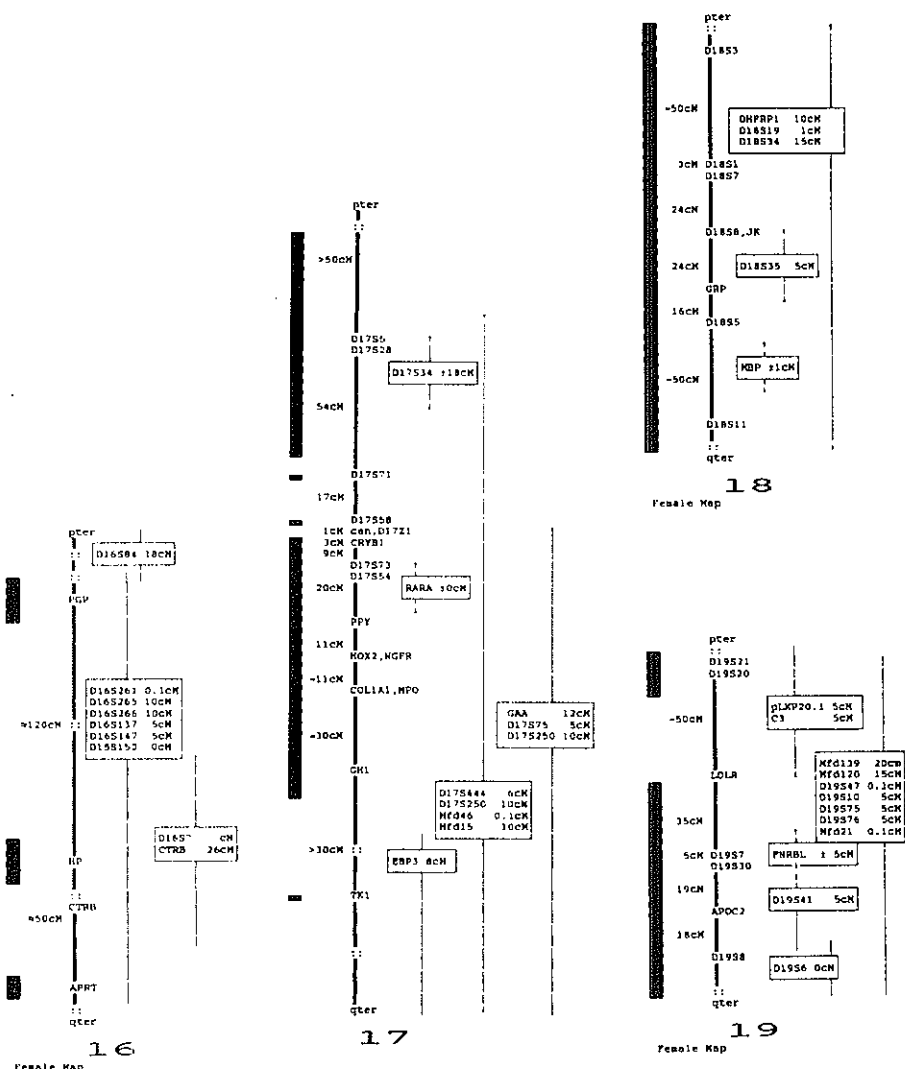 pter
D18S3
~50cM
DHFRP1 10cM
D18S19 1cM
D18S34 15cM
3cM D18S1
D18S7
24cM
D18S6,JK
24cM
D18S35 5cM
GRP
16cM
D18S5
~50cM
MBP ±1cM
D18S11
qter
18
Female Map
pter
>50cM
D17S5
D17S28
D17S34 ±18cM
54cM
D17S71
17cM
D17S58
1cM cen,D17Z1
3cM CRYB1
9cM
D17S73
D17S54
20cM
RARA ±0cM
PPY
11cM
HOX2,NGFR
~11cM
COL1A1,MPO
GAA 12cM
D17S75 5cM
D17S250 10cM
~30cM
GH1
D17S444 6cM
D17S250 10cM
Mfd46 0.1cM
Mfd15 10cM
>30cM
EBP3 8cM
TK1
qter
17
pter
D16S84 18cM
PGP
D16S261 0.1cM
D16S265 10cM
D16S266 10cM
D16S137 5cM
D16S147 5cM
D15S150 0cM
≈120cM
cM
CTRB 26cM
HP
CTRB
≈50cM
APRT
qter
16
Female Map
pter
D19S21
D19S20
~50cM
pLKP20.1 5cM
C3 5cM
LDLR
Mfd139 20cm
Mfd120 15cM
D19S47 0.1cM
D19S10 5cM
D19S75 5cM
D19S76 5cM
Mfd21 0.1cM
35cM
5cM D19S7
D19S30
FNRBL ± 5cM
19cM
D19S41 5cM
APOC2
18cM
D19S8
D19S6 0cM
qter
19
Female Map